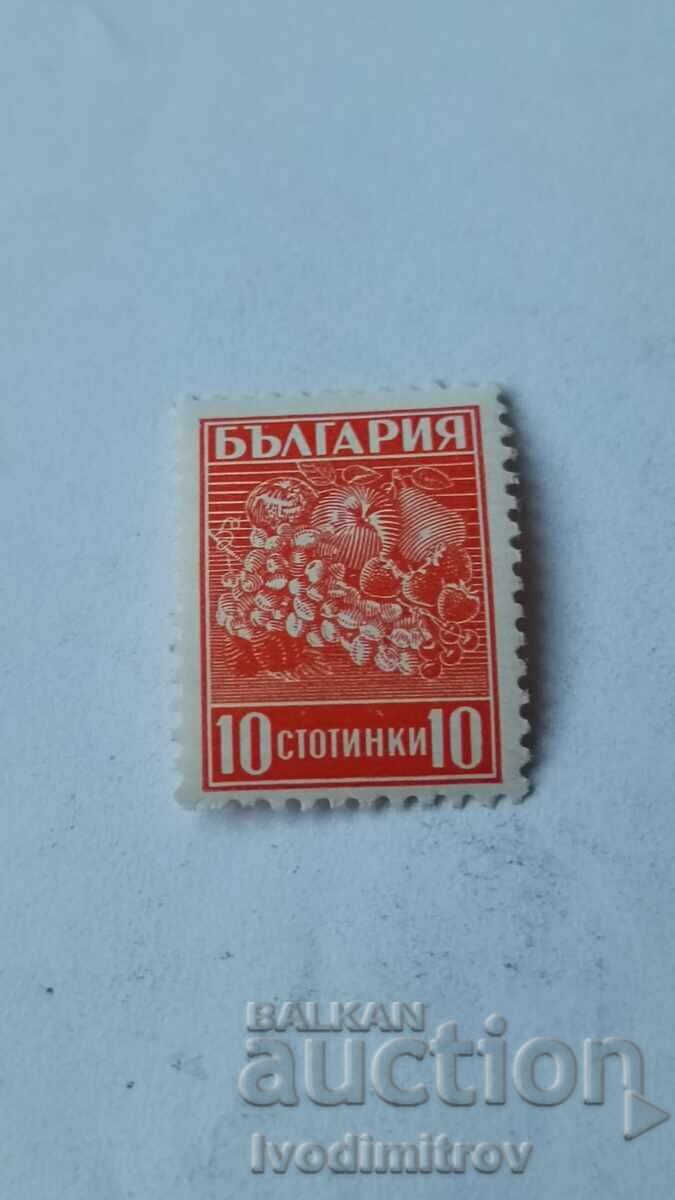 БЪЛГАРИЯ
10 СТОТИНКИ 10
BALKAN
auction
Ivodimitrov